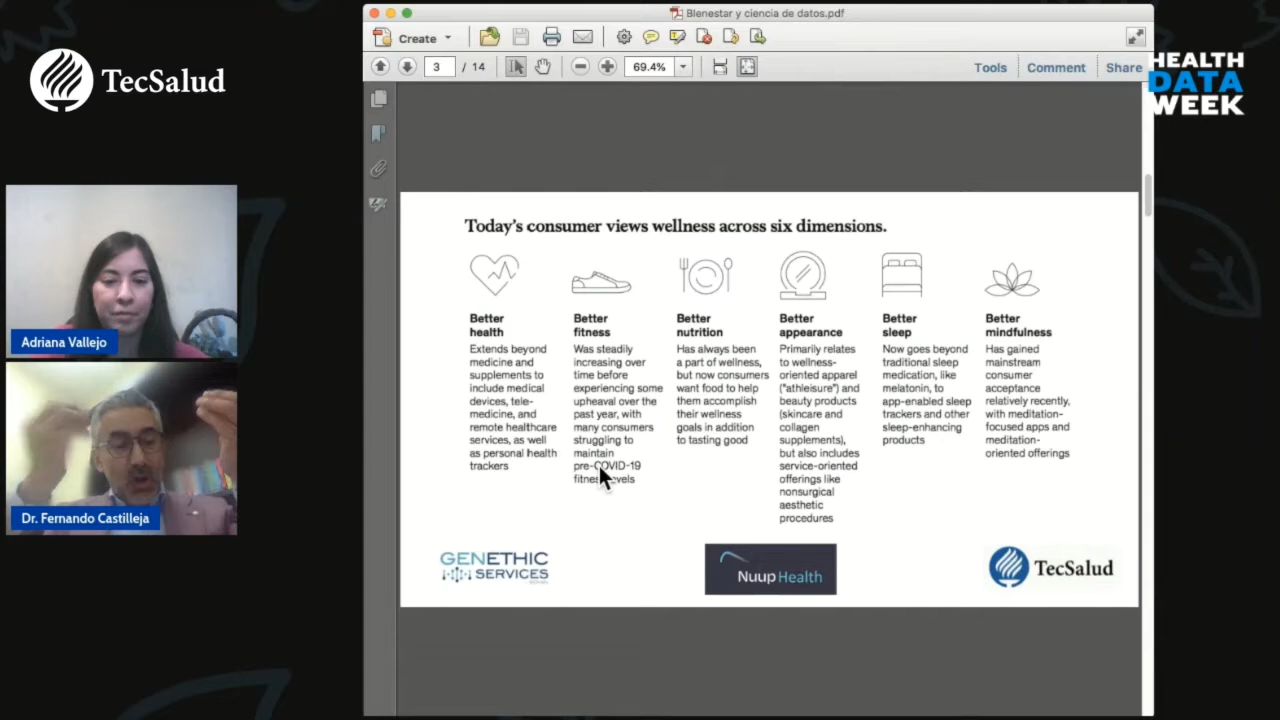 TecSalud
BIenestar y ciencia de datos.pdf
Create
3 / 14
69.4%
Tools
Comment
Share
HEALTH
DATA
WEEK
Adriana Vallejo
Dr. Fernando Castilleja
Today's consumer views wellness across six dimensions.
Better
health
Extends beyond
medicine and
supplements to
include medical
devices, tele-
medicine, and
remote healthcare
services, as well
as personal health
trackers
Better
fitness
Was steadily
increasing over
time before
experiencing some
upheaval over the
past year, with
many consumers
struggling to
maintain
pre-COVID-19
fitness levels
Better
nutrition
Has always been
a part of wellness,
but now consumers
want food to help
them accomplish
their wellness
goals in addition
to tasting good
Better
appearance
Primarily relates
to wellness-
oriented apparel
("athleisure") and
beauty products
(skincare and
collagen
supplements),
but also includes
service-oriented
offerings like
nonsurgical
aesthetic
procedures
Better
sleep
Now goes beyond
traditional sleep
medication, like
melatonin, to
app-enabled sleep
trackers and other
sleep-enhancing
products
Better
mindfulness
Has gained
mainstream
consumer
acceptance
relatively recently,
with meditation-
focused apps and
meditation-
oriented offerings
GENETHIC
SERVICES
Nuup Health
TecSalud